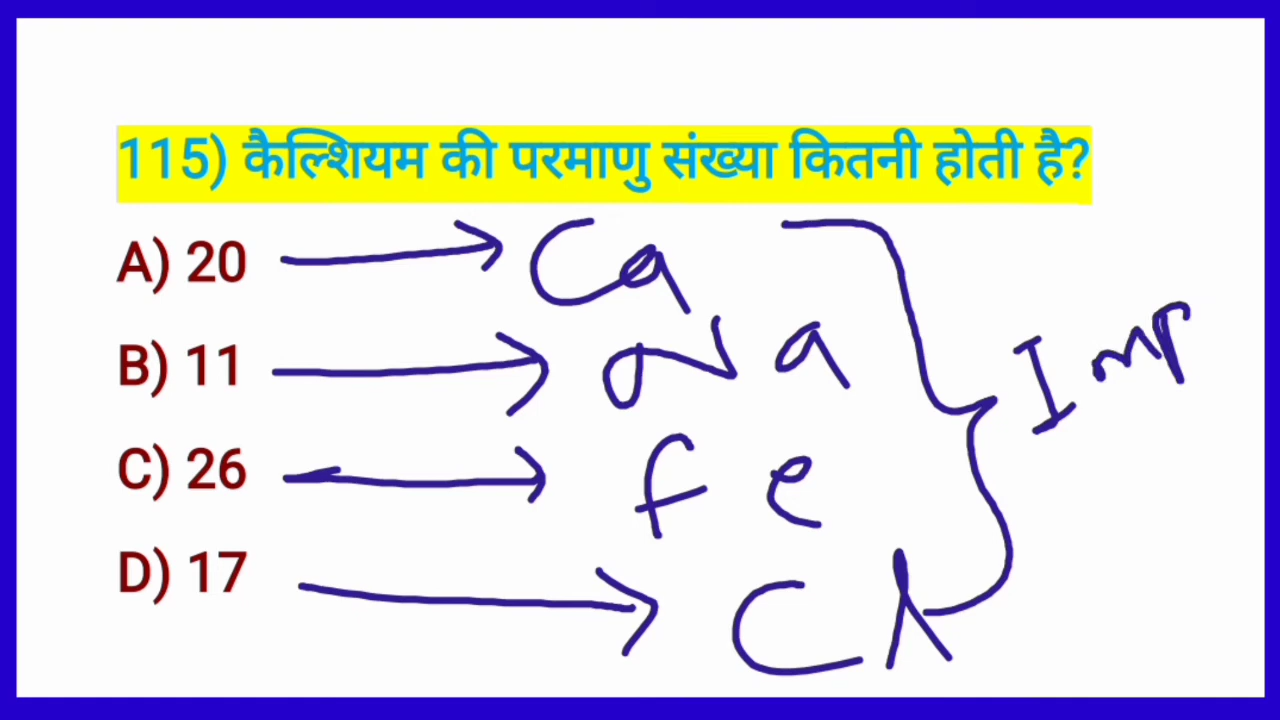 115) कैल्शियम की परमाणु संख्या कितनी होती है?
A) 20 Ca
B) 11 Na
C) 26 Fe
D) 17 Cl
Imp